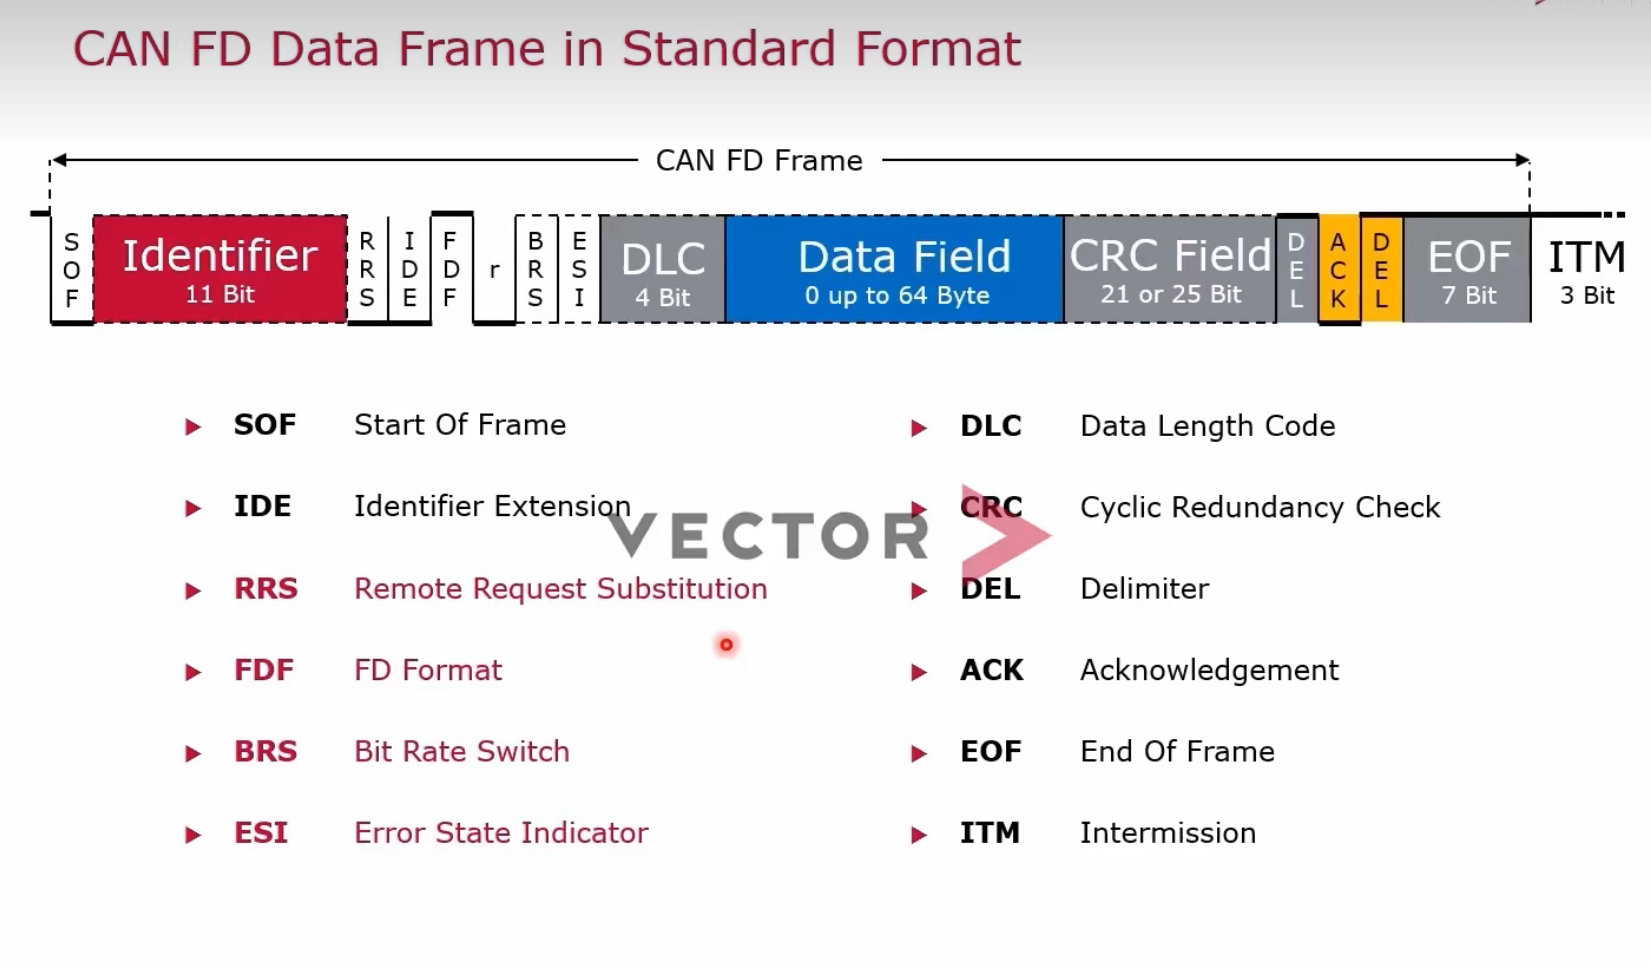 CAN FD Data Frame in Standard Format
CAN FD Frame
SOF
Identifier
11 Bit
RRS
IDE
FDF
r
BRS
ESI
DLC
4 Bit
Data Field
0 up to 64 Byte
CRC Field
21 or 25 Bit
DEL
ACK
DEL
EOF
7 Bit
ITM
3 Bit
SOF Start Of Frame
IDE Identifier Extension
RRS Remote Request Substitution
FDF FD Format
BRS Bit Rate Switch
ESI Error State Indicator
VECTOR
DLC Data Length Code
CRC Cyclic Redundancy Check
DEL Delimiter
ACK Acknowledgement
EOF End Of Frame
ITM Intermission